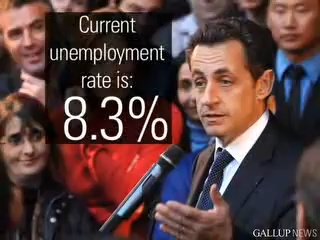 Current
unemployment
rate is:
8.3%
GALLUP NEWS